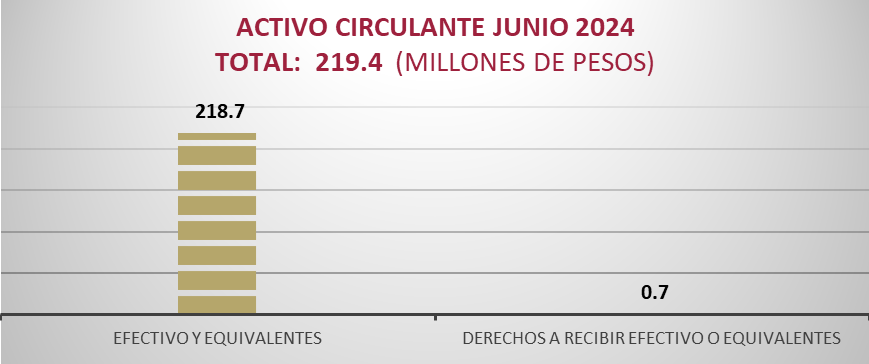 ACTIVO CIRCULANTE JUNIO 2024
TOTAL: 219.4 (MILLONES DE PESOS)
218.7
0.7
EFECTIVO Y EQUIVALENTES
DERECHOS A RECIBIR EFECTIVO O EQUIVALENTES